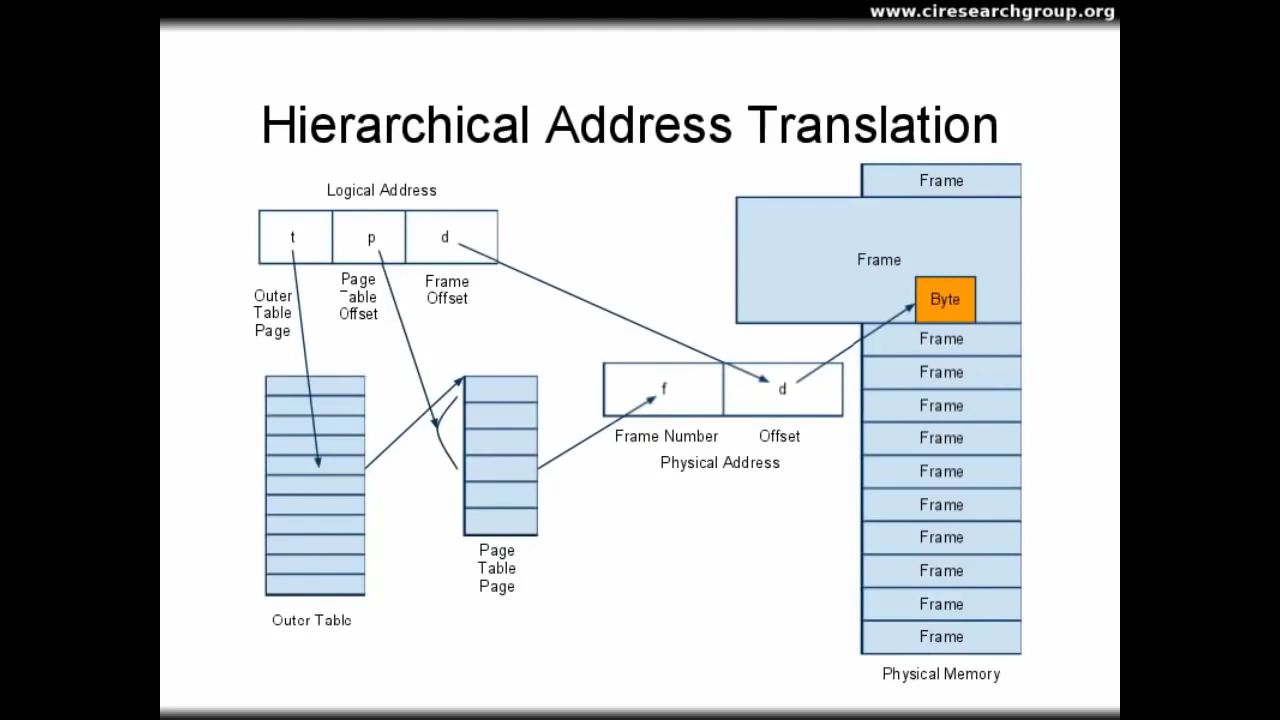 www.ciresearchgroup.org
Hierarchical Address Translation
Logical Address
t
p
d
Outer
Table
Page
Page
Table
Offset
Frame
Offset
Outer Table
Page
Table
Page
f
d
Frame Number
Offset
Physical Address
Frame
Frame
Byte
Frame
Frame
Frame
Frame
Frame
Frame
Frame
Frame
Frame
Frame
Physical Memory